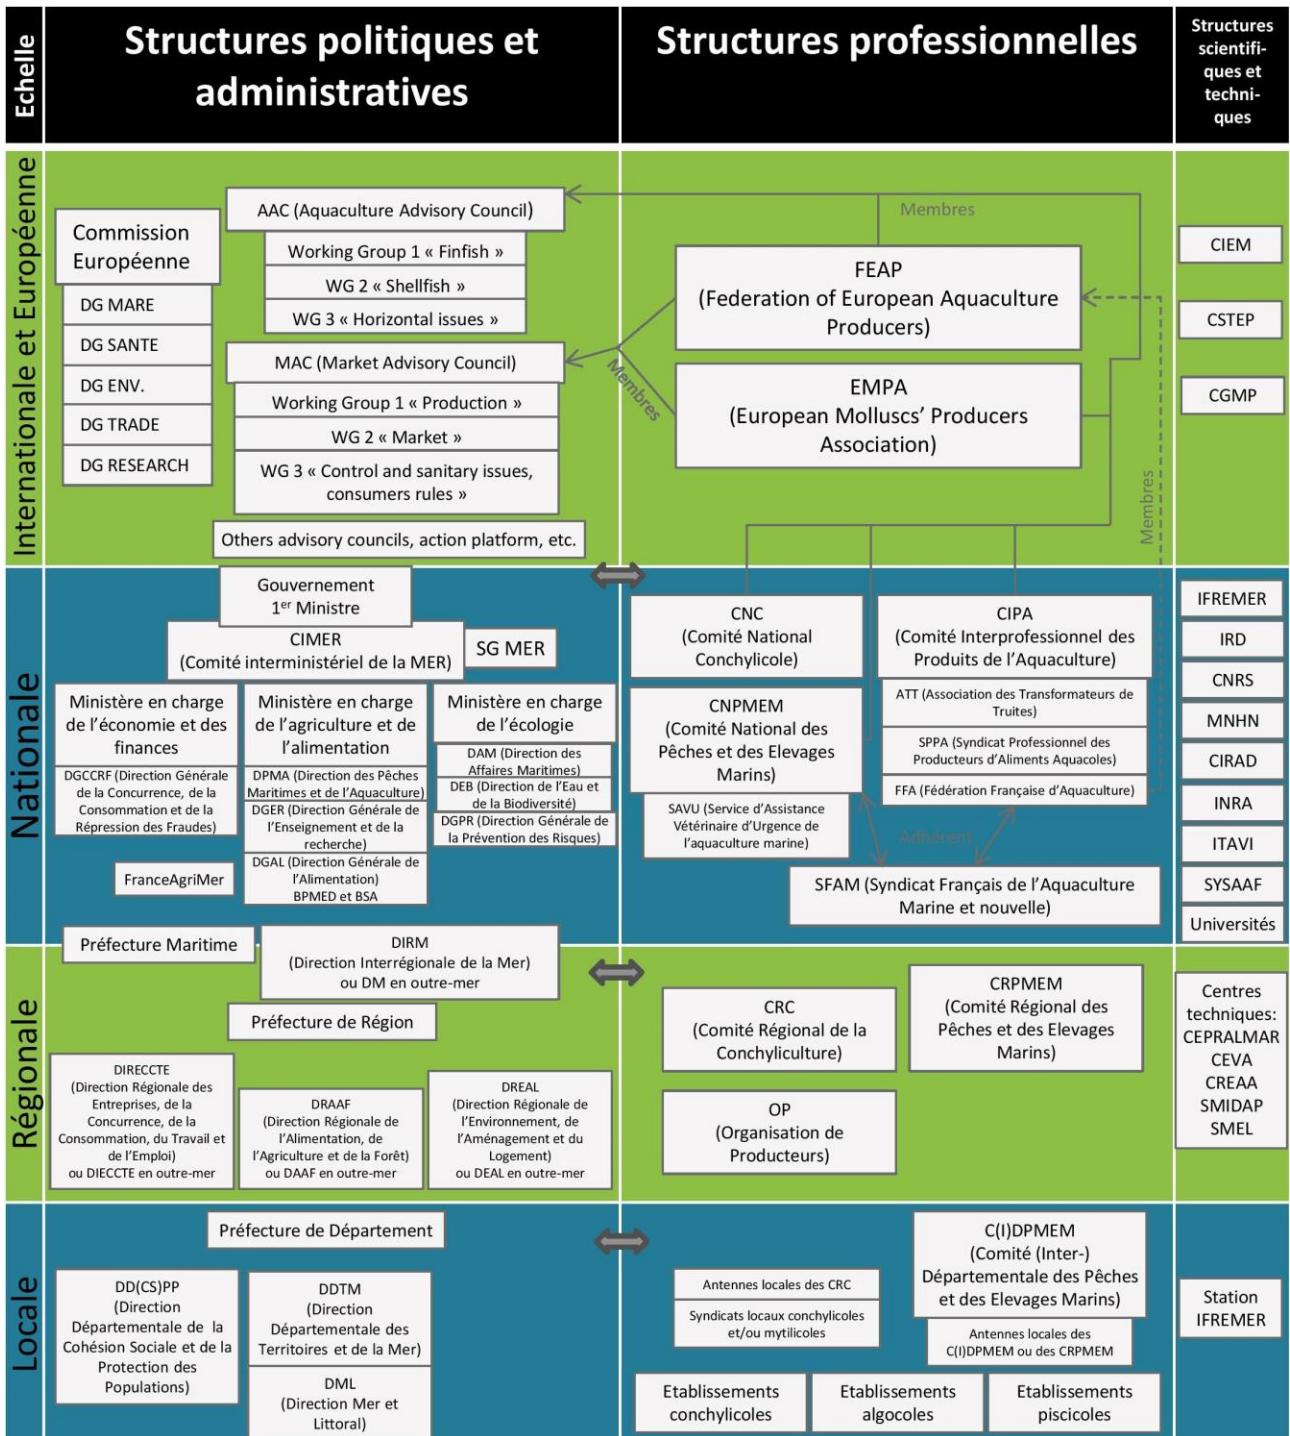 Echelle
Structures politiques et
administratives
Structures professionnelles
Structures
scientifi-
ques et
techni-
ques
Internationale et Européenne
Commission
Européenne
DG MARE
DG SANTE
DG ENV.
DG TRADE
DG RESEARCH
AAC (Aquaculture Advisory Council)
Working Group 1 « Finfish »
WG 2 « Shellfish »
WG 3 « Horizontal issues »
MAC (Market Advisory Council)
Working Group 1 « Production »
WG 2 « Market »
WG 3 « Control and sanitary issues,
consumers rules »
Others advisory councils, action platform, etc.
Membres
FEAP
(Federation of European Aquaculture
Producers)
Membres
EMPA
(European Molluscs’ Producers
Association)
Membres
CIEM
CSTEP
CGMP
Nationale
Gouvernement
1er Ministre
CIMER
(Comité interministériel de la MER)
SG MER
Ministère en charge
de l’économie et des
finances
DGCCRF (Direction Générale
de la Concurrence, de la
Consommation et de la
Répression des Fraudes)
FranceAgriMer
Ministère en charge
de l’agriculture et de
l’alimentation
DPMA (Direction des Pêches
Maritimes et de l’Aquaculture)
DGER (Direction Générale de
l’Enseignement et de la
recherche)
DGAL (Direction Générale de
l’Alimentation)
BPMED et BSA
Ministère en charge
de l’écologie
DAM (Direction des
Affaires Maritimes)
DEB (Direction de l’Eau et
de la Biodiversité)
DGPR (Direction Générale de
la Prévention des Risques)
CNC
(Comité National
Conchylicole)
CNPMEM
(Comité National des
Pêches et des Elevages
Marins)
SAVU (Service d’Assistance
Vétérinaire d’Urgence de
l’aquaculture marine)
CIPA
(Comité Interprofessionnel des
Produits de l’Aquaculture)
ATT (Association des Transformateurs de
Truites)
SPPA (Syndicat Professionnel des
Producteurs d’Aliments Aquacoles)
FFA (Fédération Française d’Aquaculture)
Adhérent
SFAM (Syndicat Français de l’Aquaculture
Marine et nouvelle)
IFREMER
IRD
CNRS
MNHN
CIRAD
INRA
ITAVI
SYSAAF
Universités
Régionale
Préfecture Maritime
DIRM
(Direction Interrégionale de la Mer)
ou DM en outre-mer
Préfecture de Région
DIRECCTE
(Direction Régionale des
Entreprises, de la
Concurrence, de la
Consommation, du Travail et
de l’Emploi)
ou DIECCTE en outre-mer
DRAAF
(Direction Régionale de
l’Alimentation, de
l’Agriculture et de la Forêt)
ou DAAF en outre-mer
DREAL
(Direction Régionale de
l’Environnement, de
l’Aménagement et du
Logement)
ou DEAL en outre-mer
CRC
(Comité Régional de la
Conchyliculture)
OP
(Organisation de
Producteurs)
CRPMEM
(Comité Régional des
Pêches et des Elevages
Marins)
Centres
techniques:
CEPRALMAR
CEVA
CREAA
SMIDAP
SMEL
Locale
Préfecture de Département
DD(CS)PP
(Direction
Départementale de la
Cohésion Sociale et de la
Protection des
Populations)
DDTM
(Direction
Départementale des
Territoires et de la Mer)
DML
(Direction Mer et
Littoral)
Antennes locales des CRC
Syndicats locaux conchylicoles
et/ou mytilicoles
C(I)DPMEM
(Comité (Inter-)
Départementale des Pêches
et des Elevages Marins)
Antennes locales des
C(I)DPMEM ou des CRPMEM
Etablissements
conchylicoles
Etablissements
algocoles
Etablissements
piscicoles
Station
IFREMER